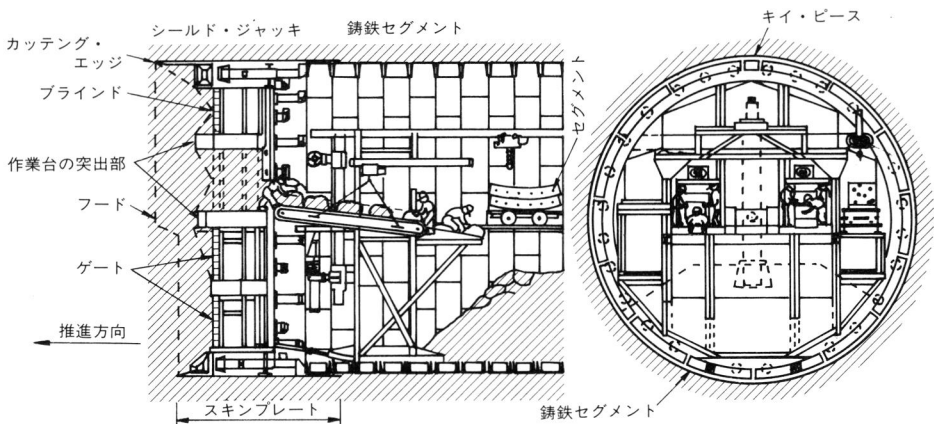 シールド・ジャッキ
鋳鉄セグメント
キイ・ピース
カッテング・
エッジ
ブラインド
作業台の突出部
フード
ゲート
推進方向
スキンプレート
セグメント
鋳鉄セグメント